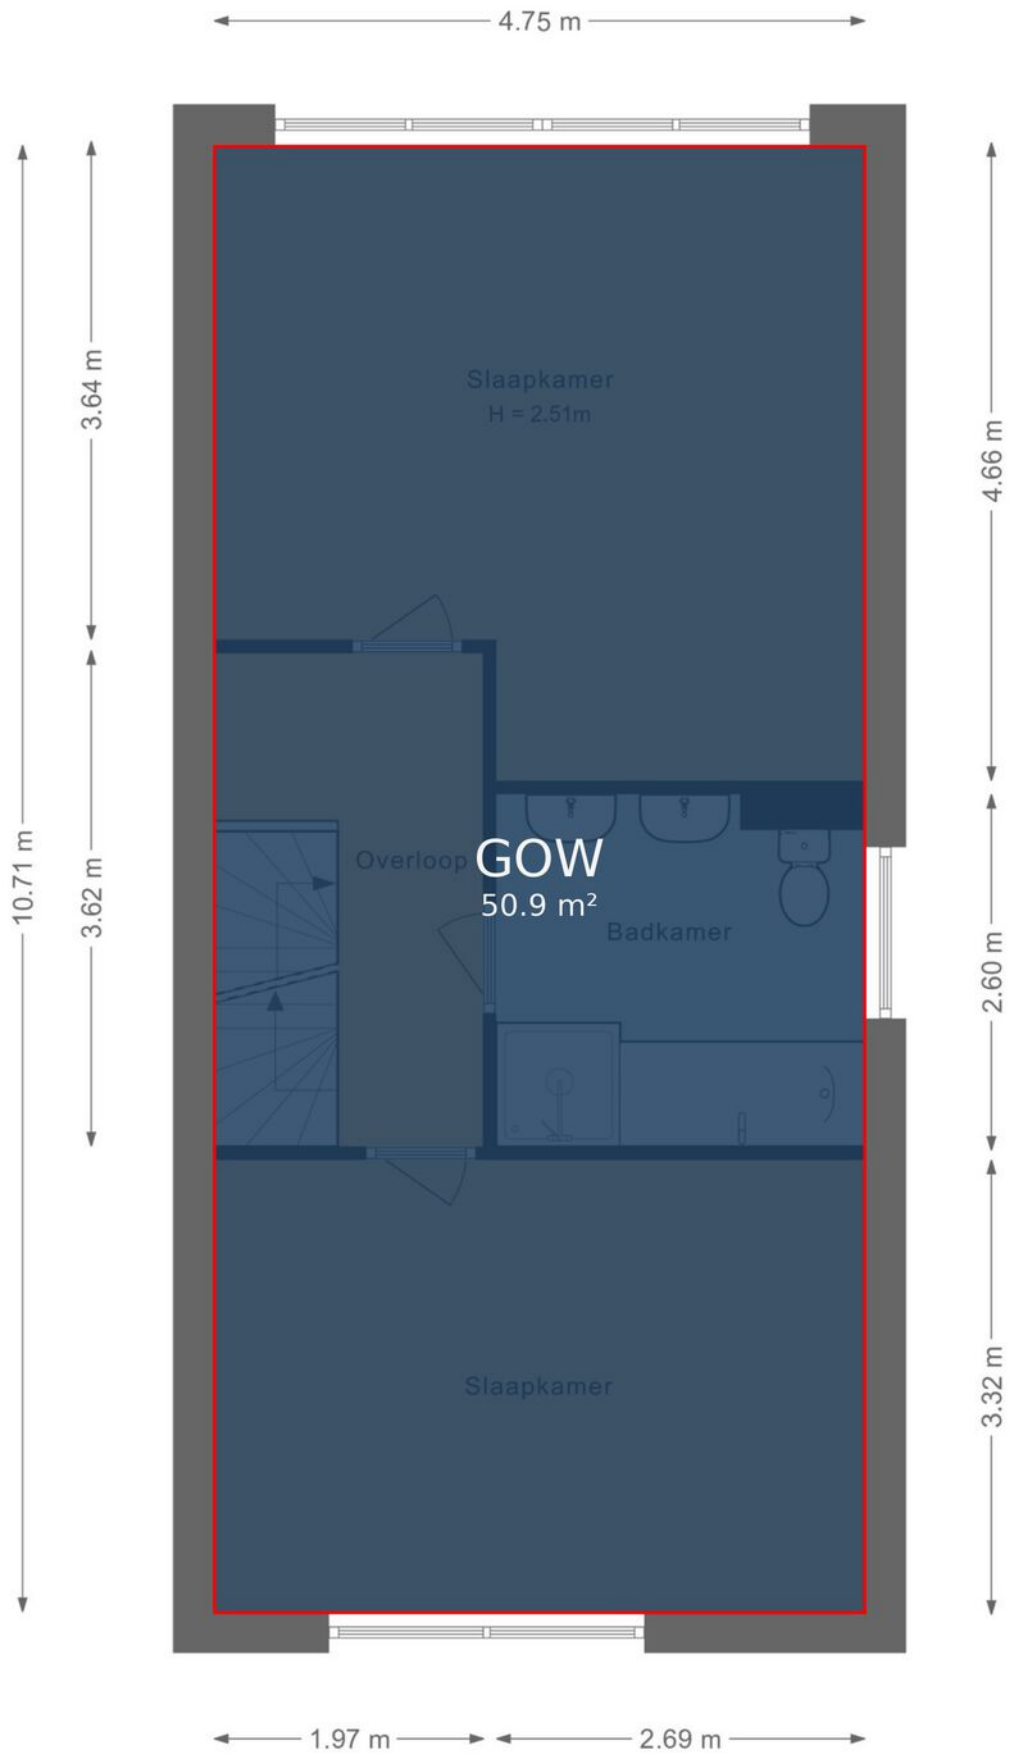 4.75 m
3.64 m
4.66 m
Slaapkamer
H = 2.51m
10.71 m
3.62 m
Overloop
GOW
50.9 m²
Badkamer
2.60 m
3.32 m
Slaapkamer
1.97 m
2.69 m